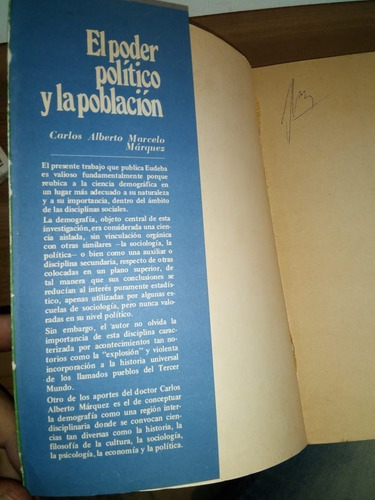 El poder
político
y la población
Carlos Alberto Marcelo
Márquez
El presente trabajo que publica Eudeba
es valioso fundamentalmente porque
reubica a la ciencia demográfica en
un lugar más adecuado a su naturaleza
y a su importancia, dentro del ámbito
de las disciplinas sociales.
La demografía, objeto central de esta
investigación, era considerada una cien-
cia aislada, sin vinculación orgánica
con otras similares —la sociología, la
política— o bien como una auxiliar o
disciplina secundaria, respecto de otras
colocadas en un plano superior, de
tal manera que sus conclusiones se
reducían al interés puramente estadís-
tico, apenas utilizadas por algunas es-
cuelas de sociología, pero nunca valo-
radas en su nivel político.
Sin embargo, el autor no olvida la
importancia de esta disciplina carac-
terizada por acontecimientos tan no-
torios como la "explosión" y violenta
incorporación a la historia universal
de los llamados pueblos del Tercer
Mundo.
Otro de los aportes del doctor Carlos
Alberto Márquez es el de conceptuar
la demografía como una región inter-
disciplinaria donde se convocan cien-
cias tan diversas como la historia, la
filosofía de la cultura, la sociología,
la psicología, la economía y la política.